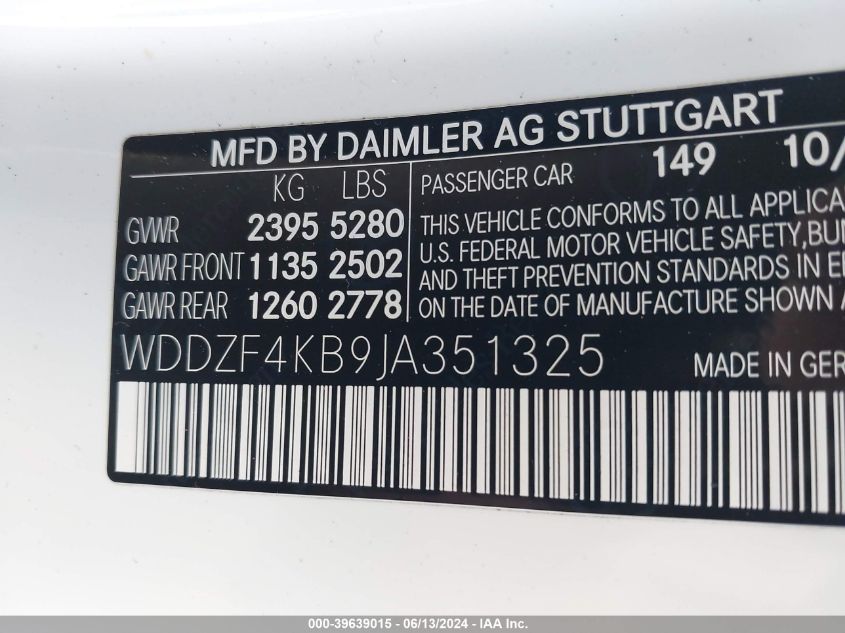 MFD BY DAIMLER AG STUTTGART
KG LBS PASSENGER CAR 149 10/
GVWR 2395 5280
GAWR FRONT 1135 2502
GAWR REAR 1260 2778
THIS VEHICLE CONFORMS TO ALL APPLICA
U.S. FEDERAL MOTOR VEHICLE SAFETY, BU
AND THEFT PREVENTION STANDARDS IN E
ON THE DATE OF MANUFACTURE SHOWN A
WDDZF4KB9JA351325 MADE IN GER
000-39639015 - 06/13/2024 - IAA, Inc.